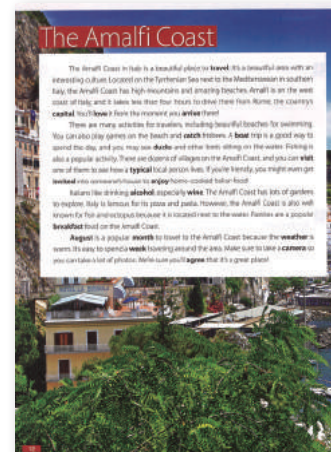 The Amalfi Coast
The Amalfi Coast in Italy is a beautiful place to travel. It's a beautiful area with an
interesting culture. Located on the Tyrrhenian Sea next to the Mediterranean in southern
Italy, the Amalfi Coast has high mountains and amazing beaches. Amalfi is on the west
coast of Italy, and it takes less than four hours to drive there from Rome, the country's
capital. You'll love it from the moment you arrive there!
There are many activities for travelers, including beautiful beaches for swimming.
You can also play games on the beach and catch frisbees. A boat trip is a good way to
spend the day, and you may see ducks and other birds sitting on the water. Fishing is
also a popular activity. There are dozens of villages on the Amalfi Coast, and you can visit
one of them to see how a typical local person lives. If you're friendly, you might even get
invited into someone's house to enjoy home-cooked Italian food!
Italians like drinking alcohol, especially wine. The Amalfi Coast has lots of gardens
to explore. Italy is famous for its pizza and pasta. However, the Amalfi Coast is also well
known for fish and octopus because it is located next to the water. Pastries are a popular
breakfast food on the Amalfi Coast.
August is a popular month to travel to the Amalfi Coast because the weather is
warm. It's easy to spend a week traveling around the area. Make sure to take a camera so
you can take a lot of photos. We're sure you'll agree that it's a great place!